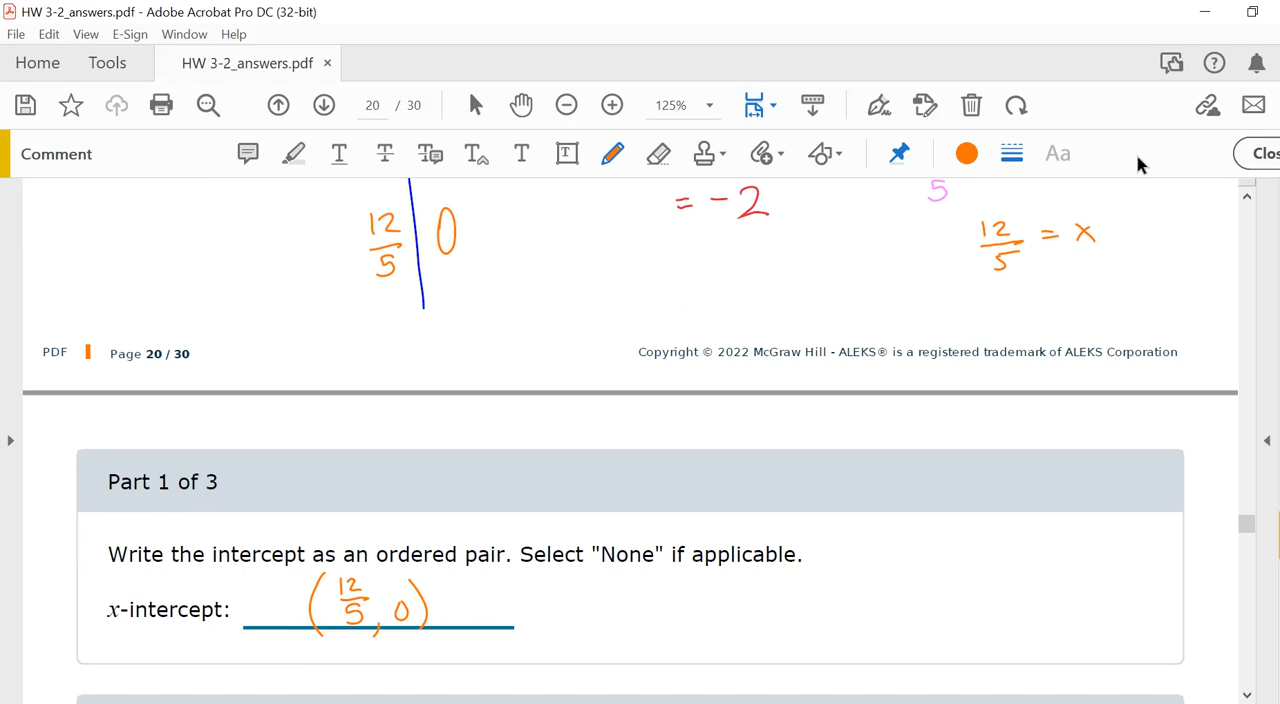 HW 3-2_answers.pdf - Adobe Acrobat Pro DC (32-bit)
File Edit View E-Sign Window Help
Home Tools HW 3-2_answers.pdf ×
20 / 30 125%
Comment Aa Clos
12/5 | 0
= -2
5
12/5 = x
PDF Page 20 / 30 Copyright © 2022 McGraw Hill - ALEKS® is a registered trademark of ALEKS Corporation
Part 1 of 3
Write the intercept as an ordered pair. Select "None" if applicable.
x-intercept: (12/5, 0)